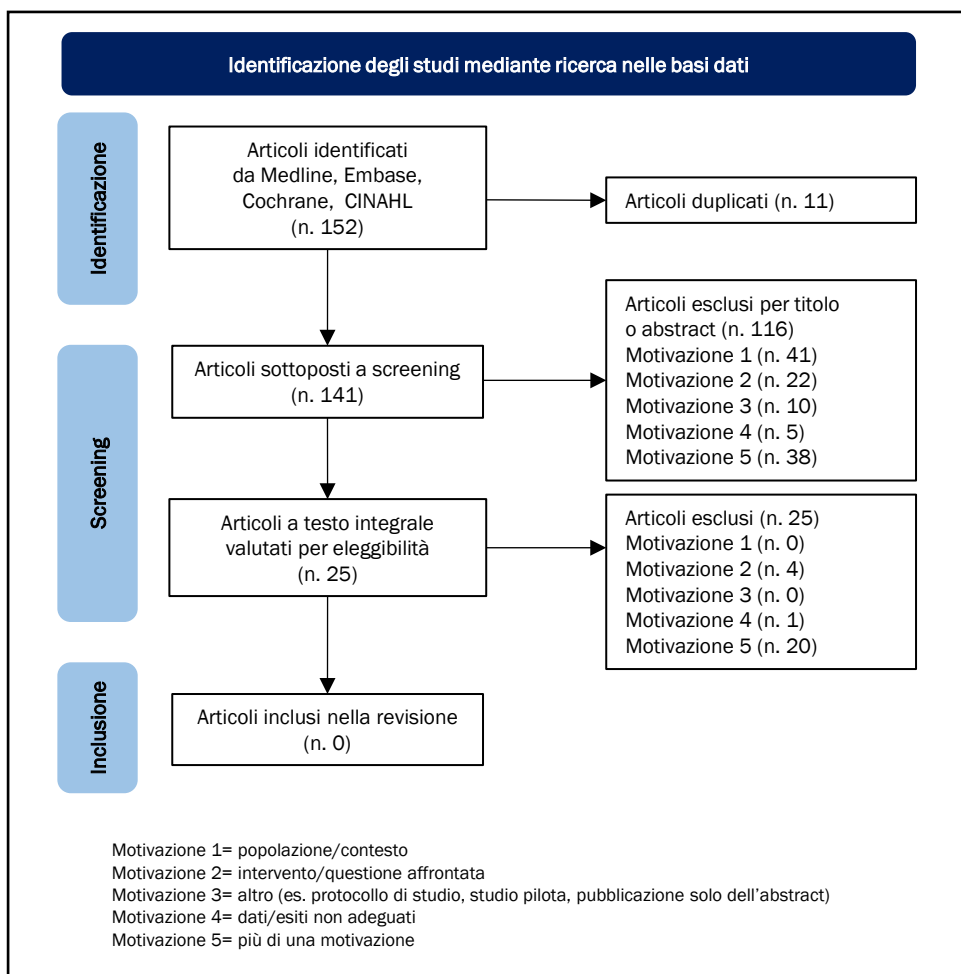 Identificazione degli studi mediante ricerca nelle basi dati
Identificazione
Articoli identificati
da Medline, Embase,
Cochrane, CINAHL
(n. 152)
Articoli duplicati (n. 11)
Screening
Articoli sottoposti a screening
(n. 141)
Articoli esclusi per titolo
o abstract (n. 116)
Motivazione 1 (n. 41)
Motivazione 2 (n. 22)
Motivazione 3 (n. 10)
Motivazione 4 (n. 5)
Motivazione 5 (n. 38)
Articoli a testo integrale
valutati per eleggibilità
(n. 25)
Articoli esclusi (n. 25)
Motivazione 1 (n. 0)
Motivazione 2 (n. 4)
Motivazione 3 (n. 0)
Motivazione 4 (n. 1)
Motivazione 5 (n. 20)
Inclusione
Articoli inclusi nella revisione
(n. 0)
Motivazione 1= popolazione/contesto
Motivazione 2= intervento/questione affrontata
Motivazione 3= altro (es. protocollo di studio, studio pilota, pubblicazione solo dell'abstract)
Motivazione 4= dati/esiti non adeguati
Motivazione 5= più di una motivazione